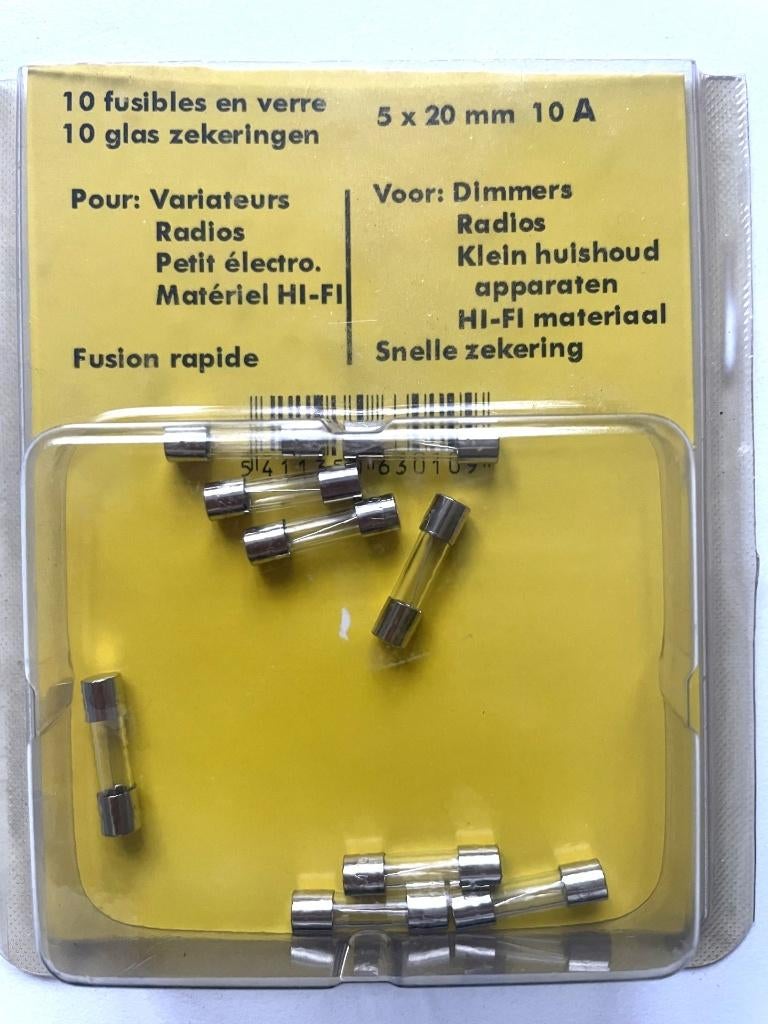 10 fusibles en verre
10 glas zekeringen
5 x 20 mm 10 A
Pour: Variateurs
Radios
Petit électro.
Matériel HI-FI
Fusion rapide
Voor: Dimmers
Radios
Klein huishoud
apparaten
HI-FI materiaal
Snelle zekering